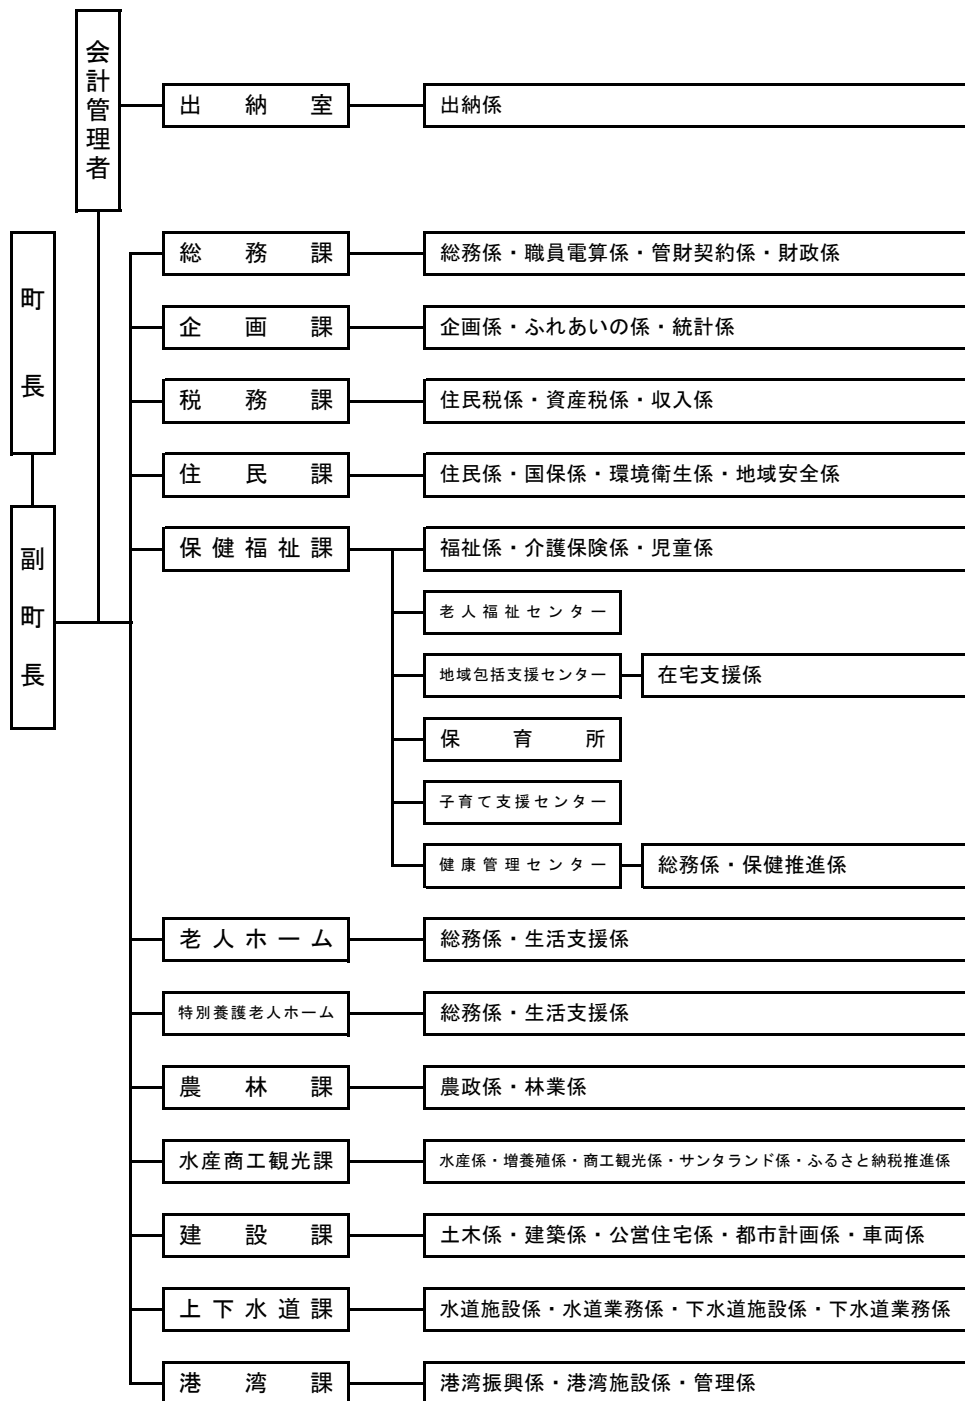 会計管理者
出納室
出納係
町長
副町長
総務課
総務係・職員電算係・管財契約係・財政係
企画課
企画係・ふれあいの係・統計係
税務課
住民税係・資産税係・収入係
住民課
住民係・国保係・環境衛生係・地域安全係
保健福祉課
福祉係・介護保険係・児童係
老人福祉センター
地域包括支援センター
在宅支援係
保育所
子育て支援センター
健康管理センター
総務係・保健推進係
老人ホーム
総務係・生活支援係
特別養護老人ホーム
総務係・生活支援係
農林課
農政係・林業係
水産商工観光課
水産係・増養殖係・商工観光係・サンタランド係・ふるさと納税推進係
建設課
土木係・建築係・公営住宅係・都市計画係・車両係
上下水道課
水道施設係・水道業務係・下水道施設係・下水道業務係
港湾課
港湾振興係・港湾施設係・管理係